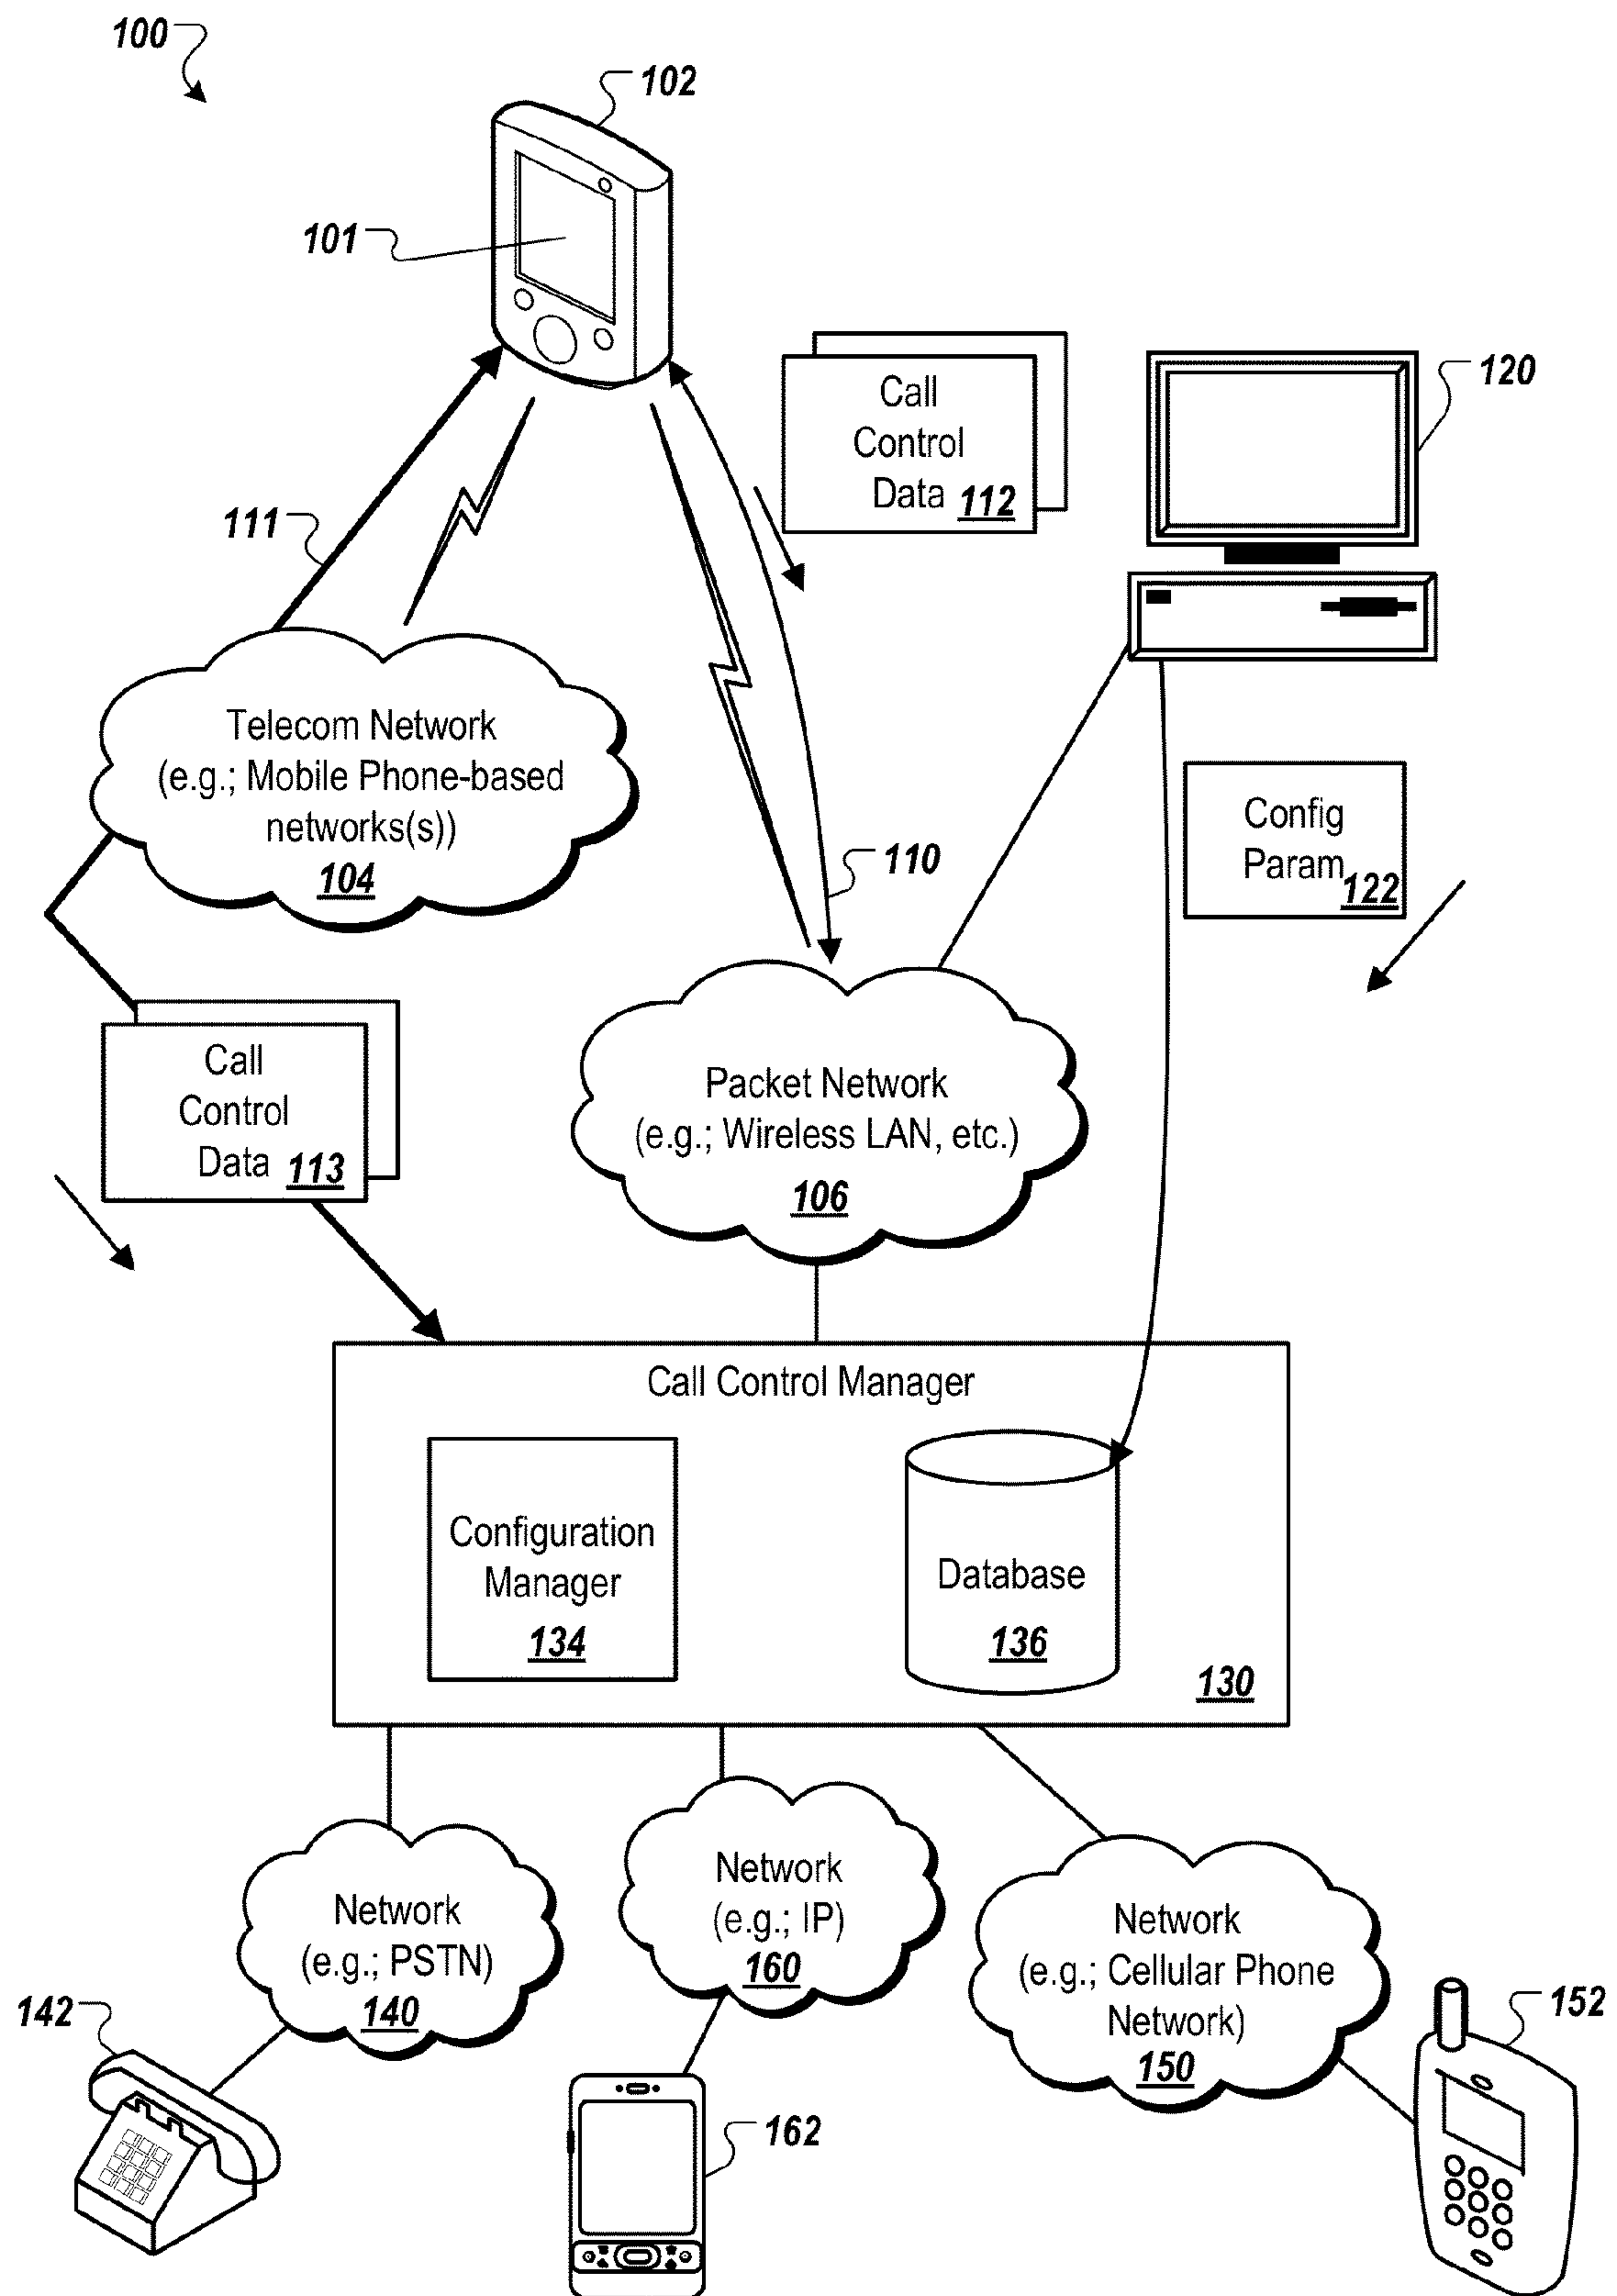 100
102
101
Call
Control
Data 112
120
111
Telecom Network
(e.g.; Mobile Phone-based
networks(s))
104
Config
Param 122
110
Call
Control
Data 113
Packet Network
(e.g.; Wireless LAN, etc.)
106
Call Control Manager
Configuration
Manager
134
Database
136
130
Network
(e.g.; PSTN)
140
Network
(e.g.; IP)
160
Network
(e.g.; Cellular Phone
Network)
150
142
152
162